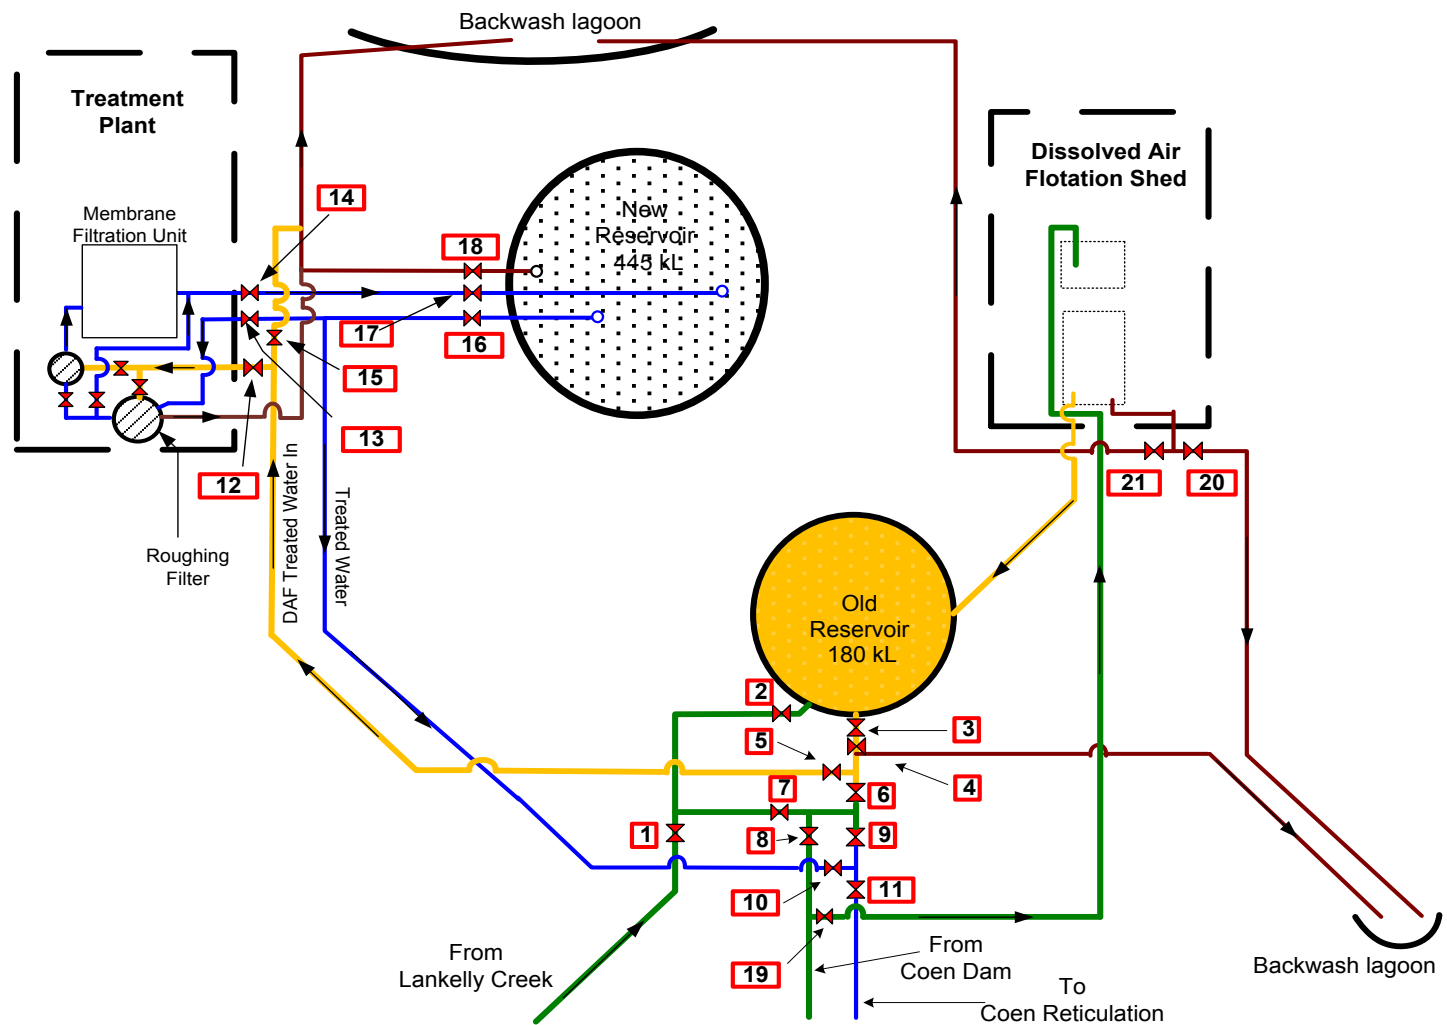 Backwash lagoon
Treatment
Plant
Dissolved Air
Flotation Shed
14
Membrane
Filtration Unit
New
Reservoir
445 kL
18
17
16
15
13
12
21
20
Roughing
Filter
DAF Treated Water In
Treated Water
Old
Reservoir
180 kL
2
3
5
4
7
6
1
8
9
10
11
19
From
Lankelly Creek
From
Coen Dam
To
Coen Reticulation
Backwash lagoon